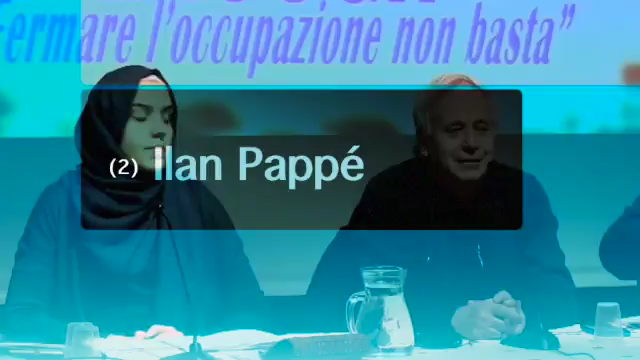 fermare l'occupazione non basta”
(2) Ilan Pappé